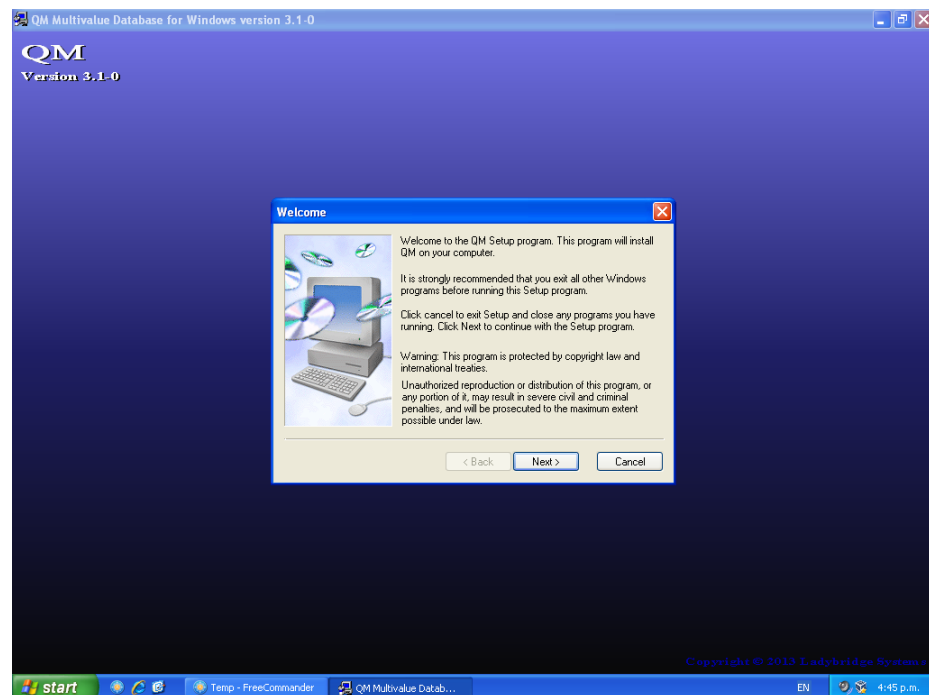 QM Multivalue Database for Windows version 3.1-0
QM
Version 3.1-0
Welcome
Welcome to the QM Setup program. This program will install
QM on your computer.
It is strongly recommended that you exit all other Windows
programs before running this Setup program.
Click cancel to exit Setup and close any programs you have
running. Click Next to continue with the Setup program.
Warning: This program is protected by copyright law and
international treaties.
Unauthorized reproduction or distribution of this program, or
any portion of it, may result in severe civil and criminal
penalties, and will be prosecuted to the maximum extent
possible under law.
< Back
Next >
Cancel
Copyright © 2013 Ladybridge Systems
start
Temp - FreeCommander
QM Multivalue Datab...
EN
4:45 p.m.